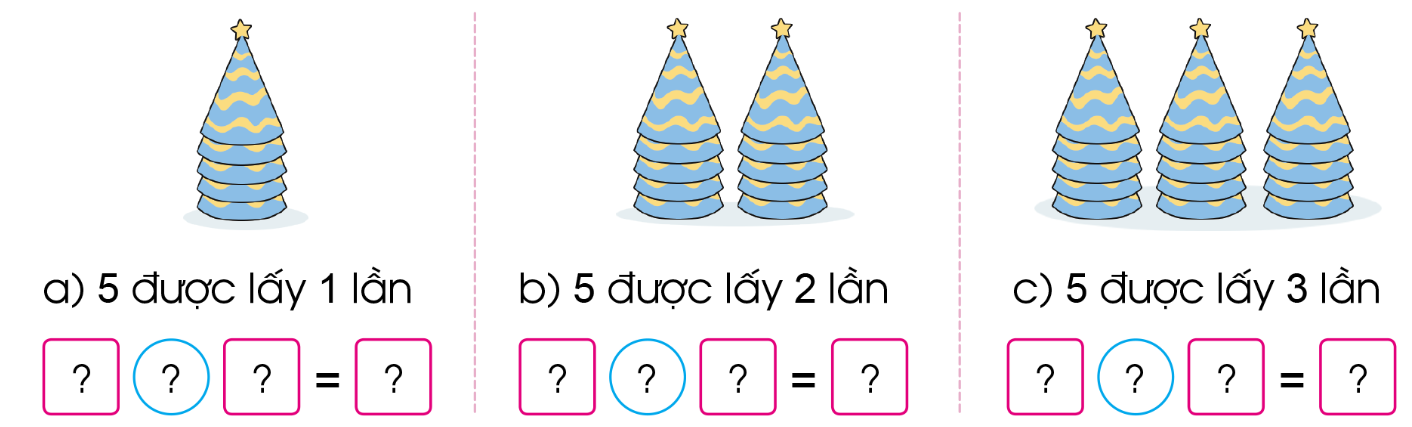 a) 5 được lấy 1 lần
? ? ? = ?
b) 5 được lấy 2 lần
? ? ? = ?
c) 5 được lấy 3 lần
? ? ? = ?